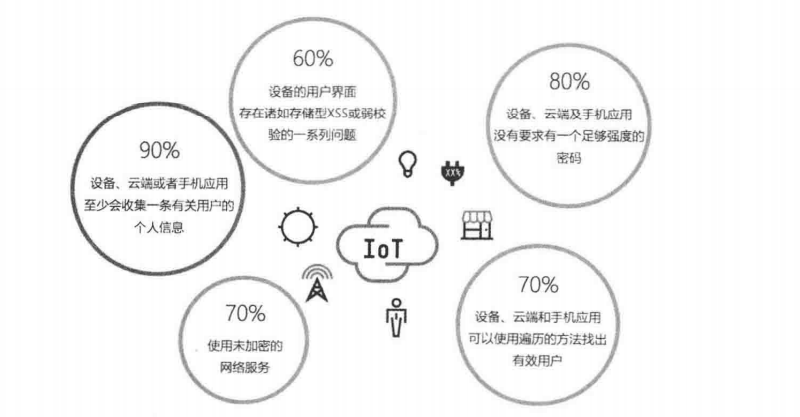 60%
设备的用户界面
存在诸如存储型XSS或弱校
验的一系列问题
80%
设备、云端及手机应用
没有要求有一个足够强度的
密码
90%
设备、云端或者手机应用
至少会收集一条有关用户的
个人信息
XX%
IoT
70%
使用未加密的
网络服务
70%
设备、云端和手机应用
可以使用遍历的方法找出
有效用户